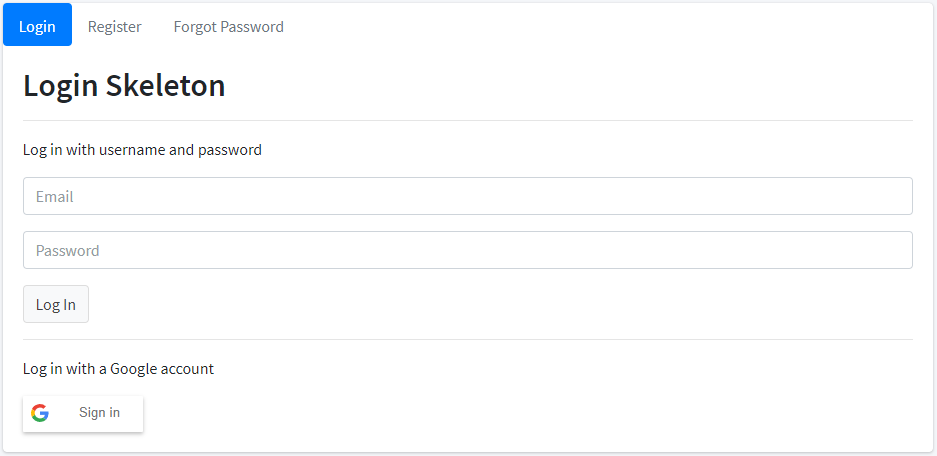 Login Register Forgot Password
Login Skeleton
Log in with username and password
Email
Password
Log In
Log in with a Google account
Sign in